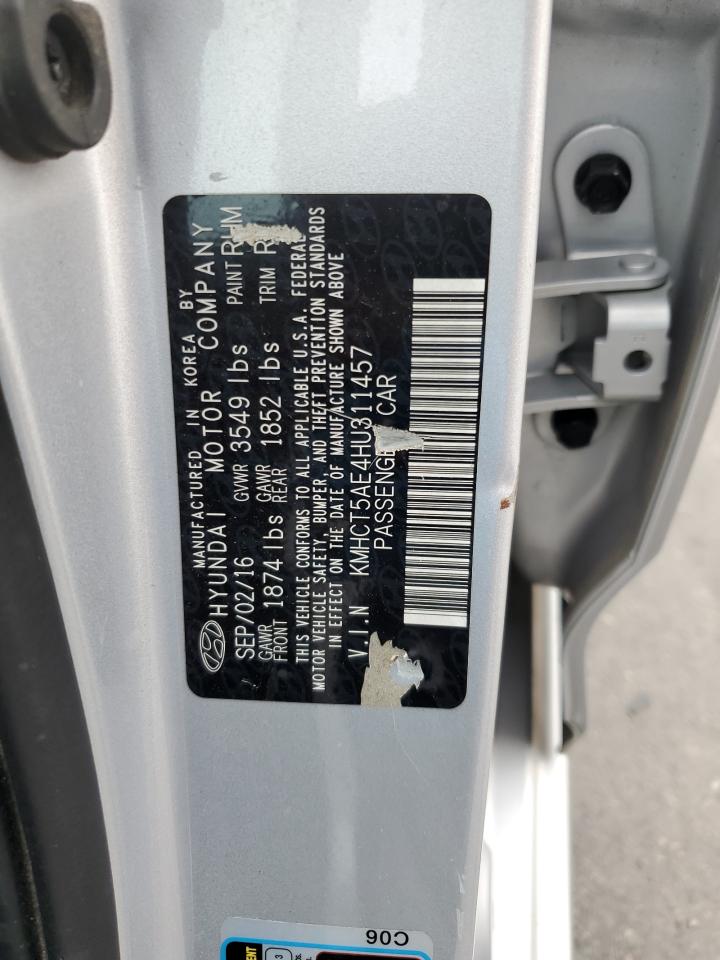 MANUFACTURED IN KOREA BY
HYUNDAI MOTOR COMPANY
SEP/02/16 GVWR 3549 lbs PAINT RHM
GAWR FRONT 1874 lbs GAWR REAR 1852 lbs TRIM
THIS VEHICLE CONFORMS TO ALL APPLICABLE U.S.A. FEDERAL
MOTOR VEHICLE SAFETY, BUMPER, AND THEFT PREVENTION STANDARDS
IN EFFECT ON THE DATE OF MANUFACTURE SHOWN ABOVE
V.I.N KMHCT5AE4HU311457
PASSENGE CAR
C06
3